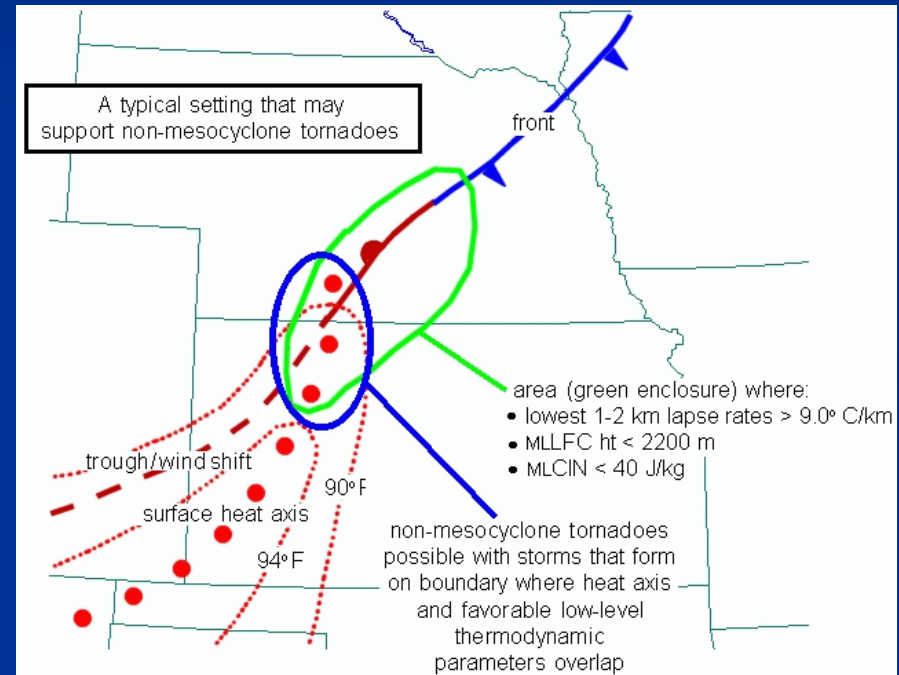 A typical setting that may
support non-mesocyclone tornadoes
front
area (green enclosure) where:
• lowest 1-2 km lapse rates > 9.0° C/km
• MLLFC ht < 2200 m
• MLCIN < 40 J/kg
trough/wind shift
90° F
surface heat axis
94° F
non-mesocyclone tornadoes
possible with storms that form
on boundary where heat axis
and favorable low-level
thermodynamic
parameters overlap